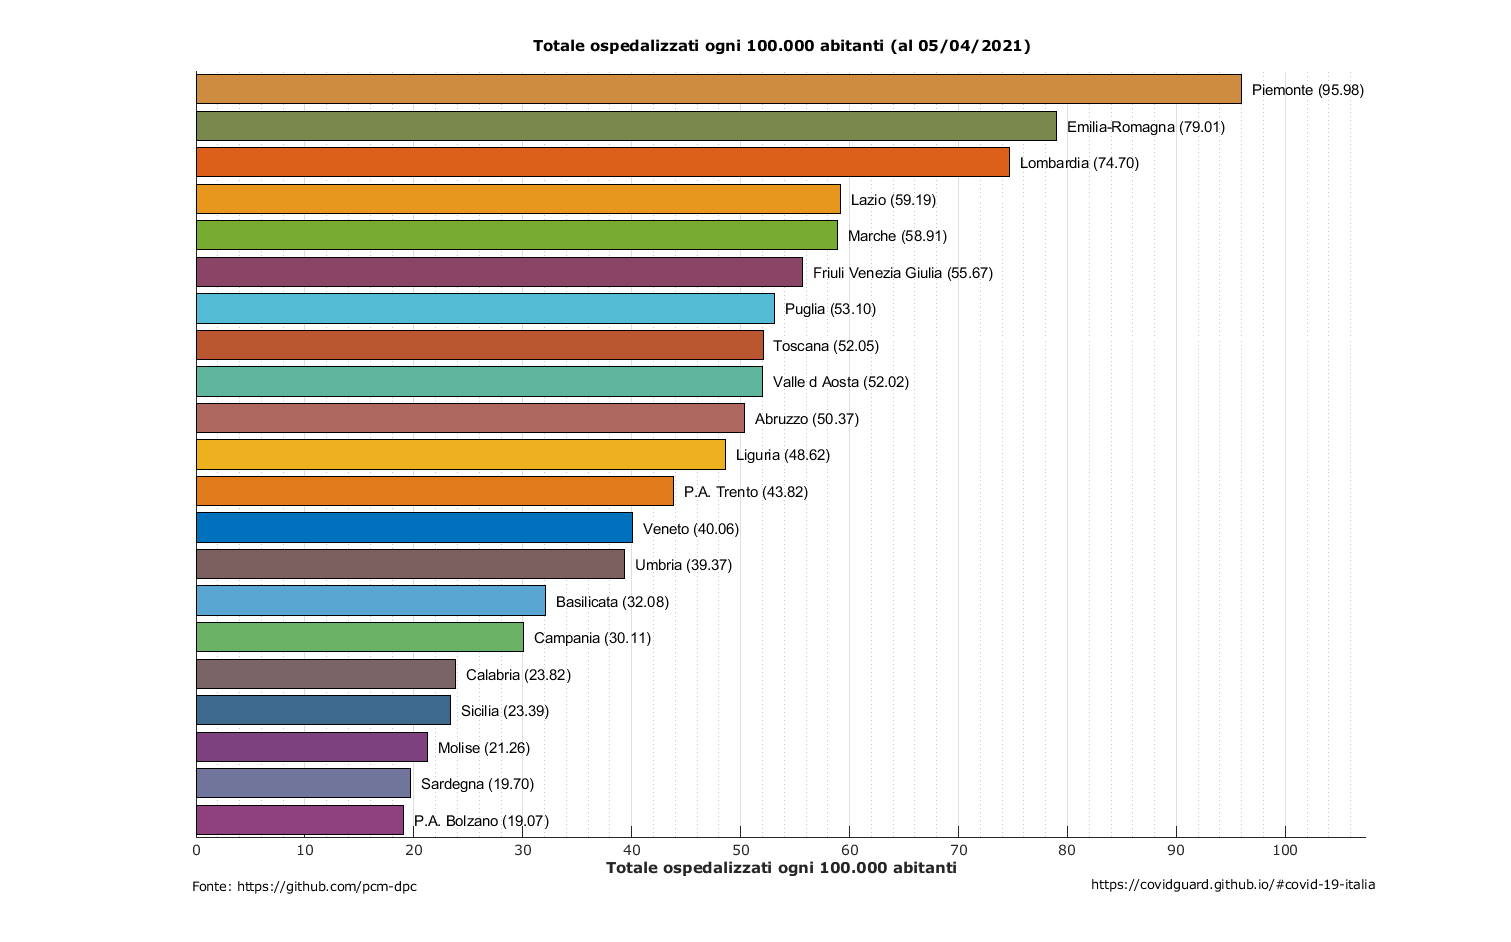 Totale ospedalizzati ogni 100.000 abitanti (al 05/04/2021)
Piemonte (95.98)
Emilia-Romagna (79.01)
Lombardia (74.70)
Lazio (59.19)
Marche (58.91)
Friuli Venezia Giulia (55.67)
Puglia (53.10)
Toscana (52.05)
Valle d Aosta (52.02)
Abruzzo (50.37)
Liguria (48.62)
P.A. Trento (43.82)
Veneto (40.06)
Umbria (39.37)
Basilicata (32.08)
Campania (30.11)
Calabria (23.82)
Sicilia (23.39)
Molise (21.26)
Sardegna (19.70)
P.A. Bolzano (19.07)
0 10 20 30 40 50 60 70 80 90 100
Totale ospedalizzati ogni 100.000 abitanti
Fonte: https://github.com/pcm-dpc
https://covidguard.github.io/#covid-19-italia